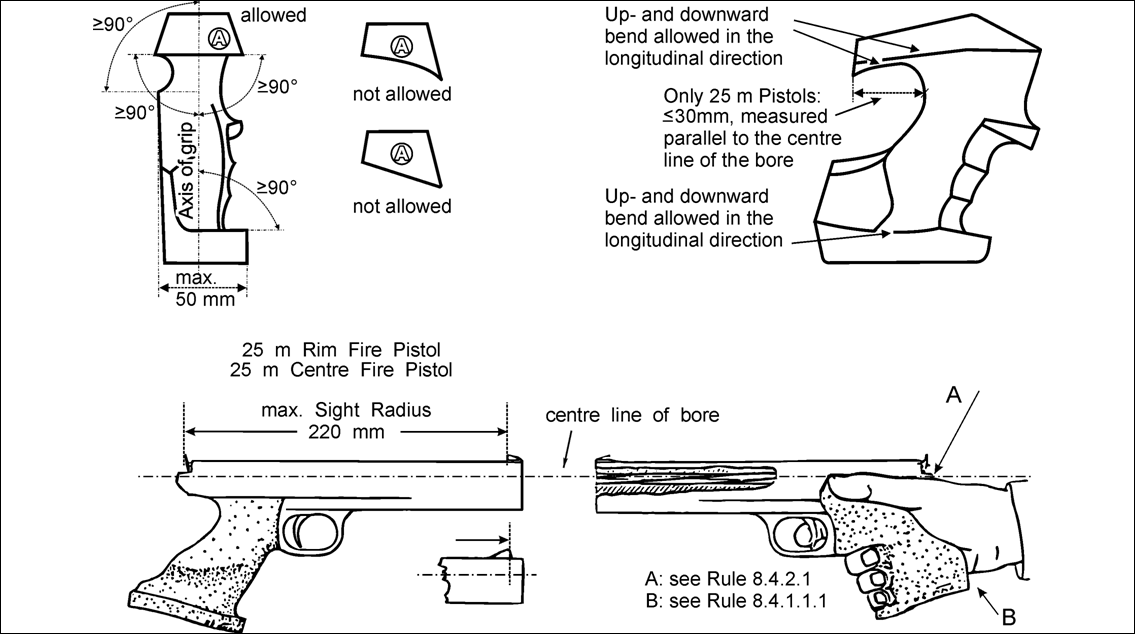 ≥90°
allowed
Ⓐ
≥90°
≥90°
Axis of grip
≥90°
max.
50 mm
Ⓐ
not allowed
Ⓐ
not allowed
Up- and downward
bend allowed in the
longitudinal direction
Only 25 m Pistols:
≤30mm, measured
parallel to the centre
line of the bore
Up- and downward
bend allowed in the
longitudinal direction
25 m Rim Fire Pistol
25 m Centre Fire Pistol
max. Sight Radius
220 mm
centre line of bore
A
A: see Rule 8.4.2.1
B: see Rule 8.4.1.1.1
B